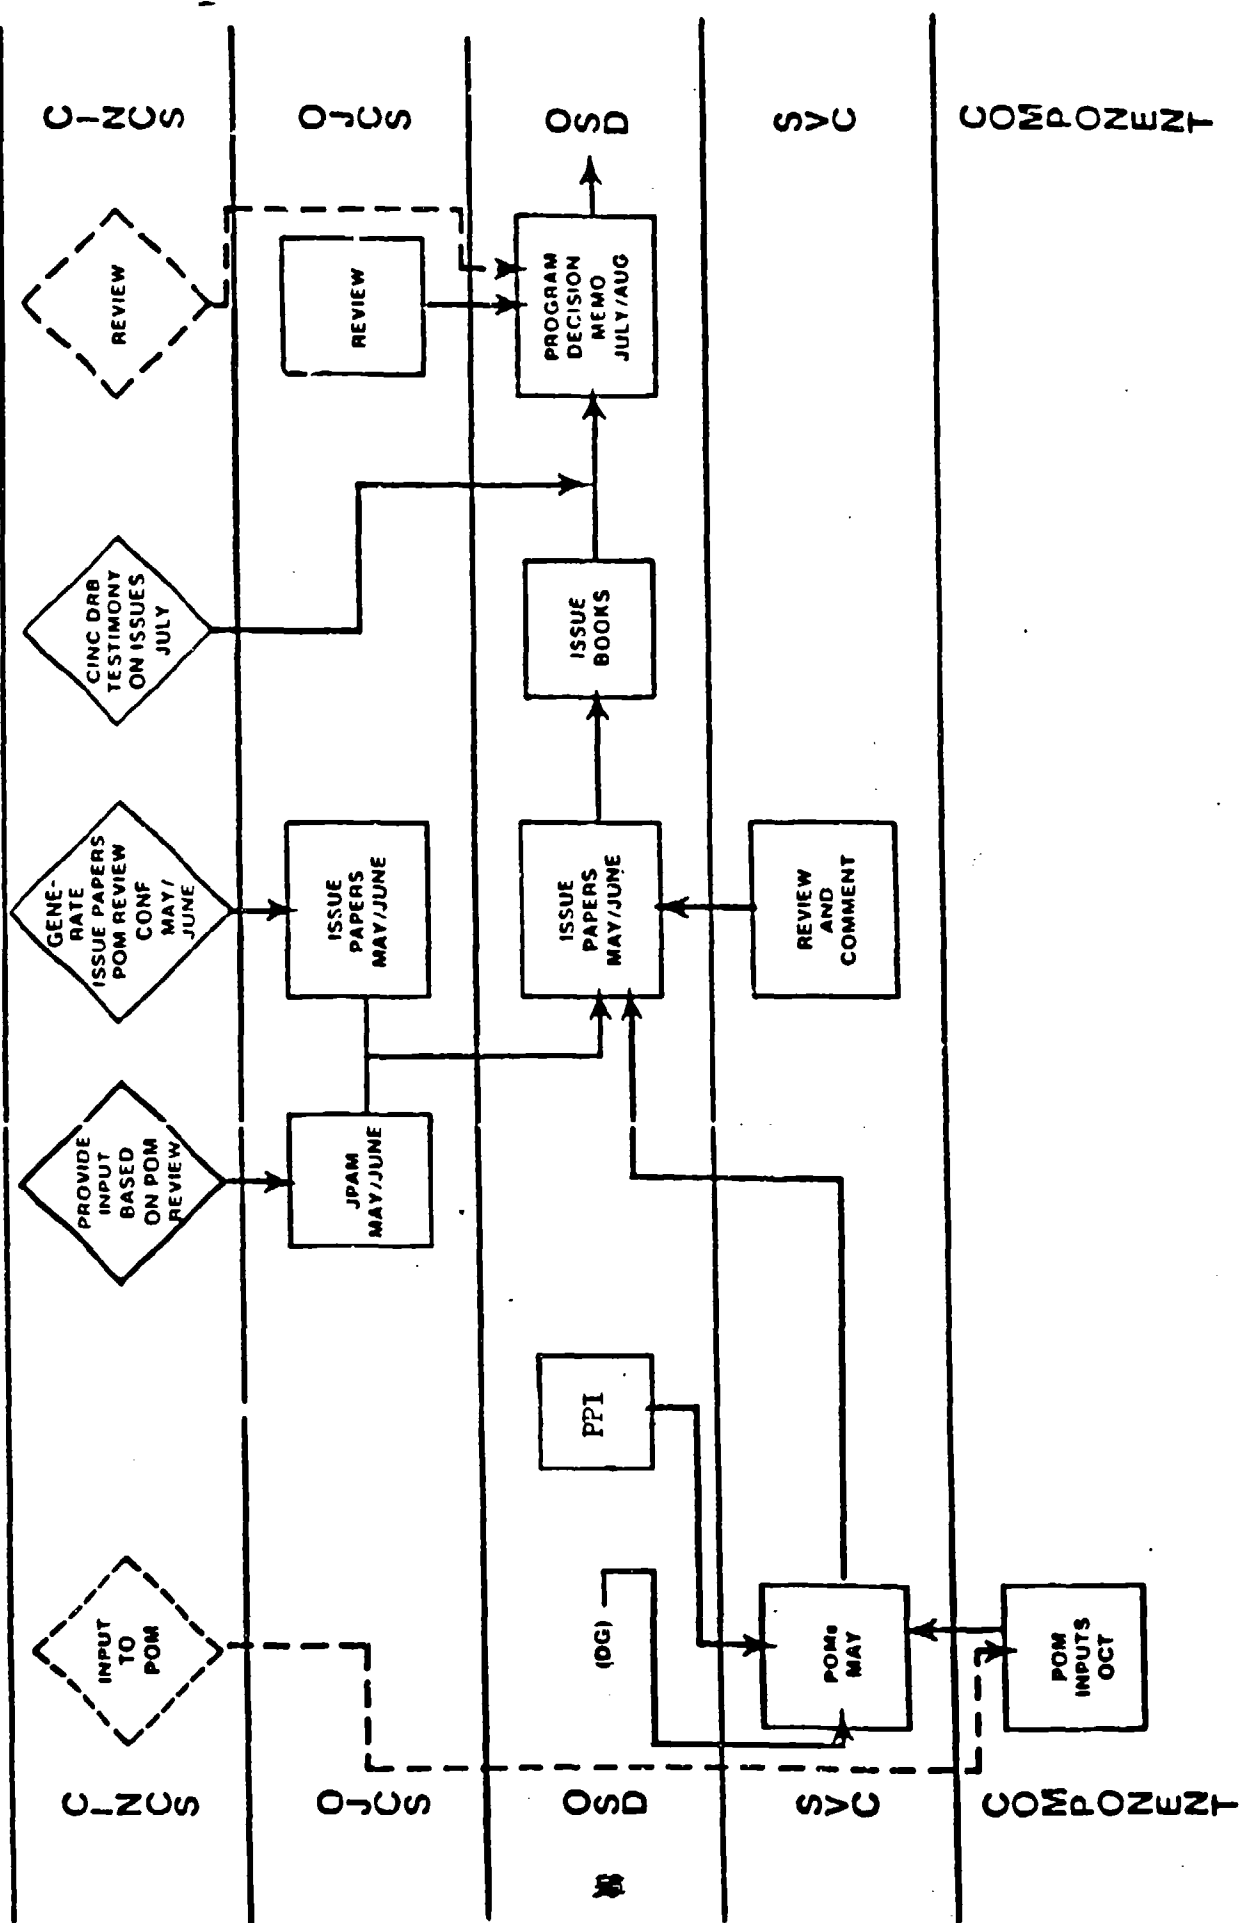 CINCS
INPUT
TO
POM
PROVIDE
INPUT
BASED
ON POM
REVIEW
GENE-
RATE
ISSUE PAPERS
POM REVIEW
CONF
MAY/
JUNE
CINC DRB
TESTIMONY
ON ISSUES
JULY
REVIEW
CINCS
OJCS
JPAM
MAY/JUNE
ISSUE
PAPERS
MAY/JUNE
REVIEW
OJCS
OSD
(DG)
PPI
ISSUE
PAPERS
MAY/JUNE
ISSUE
BOOKS
PROGRAM
DECISION
MEMO
JULY/AUG
OSD
SVC
POMs
MAY
REVIEW
AND
COMMENT
SVC
COMPONENT
POM
INPUTS
OCT
COMPONENT